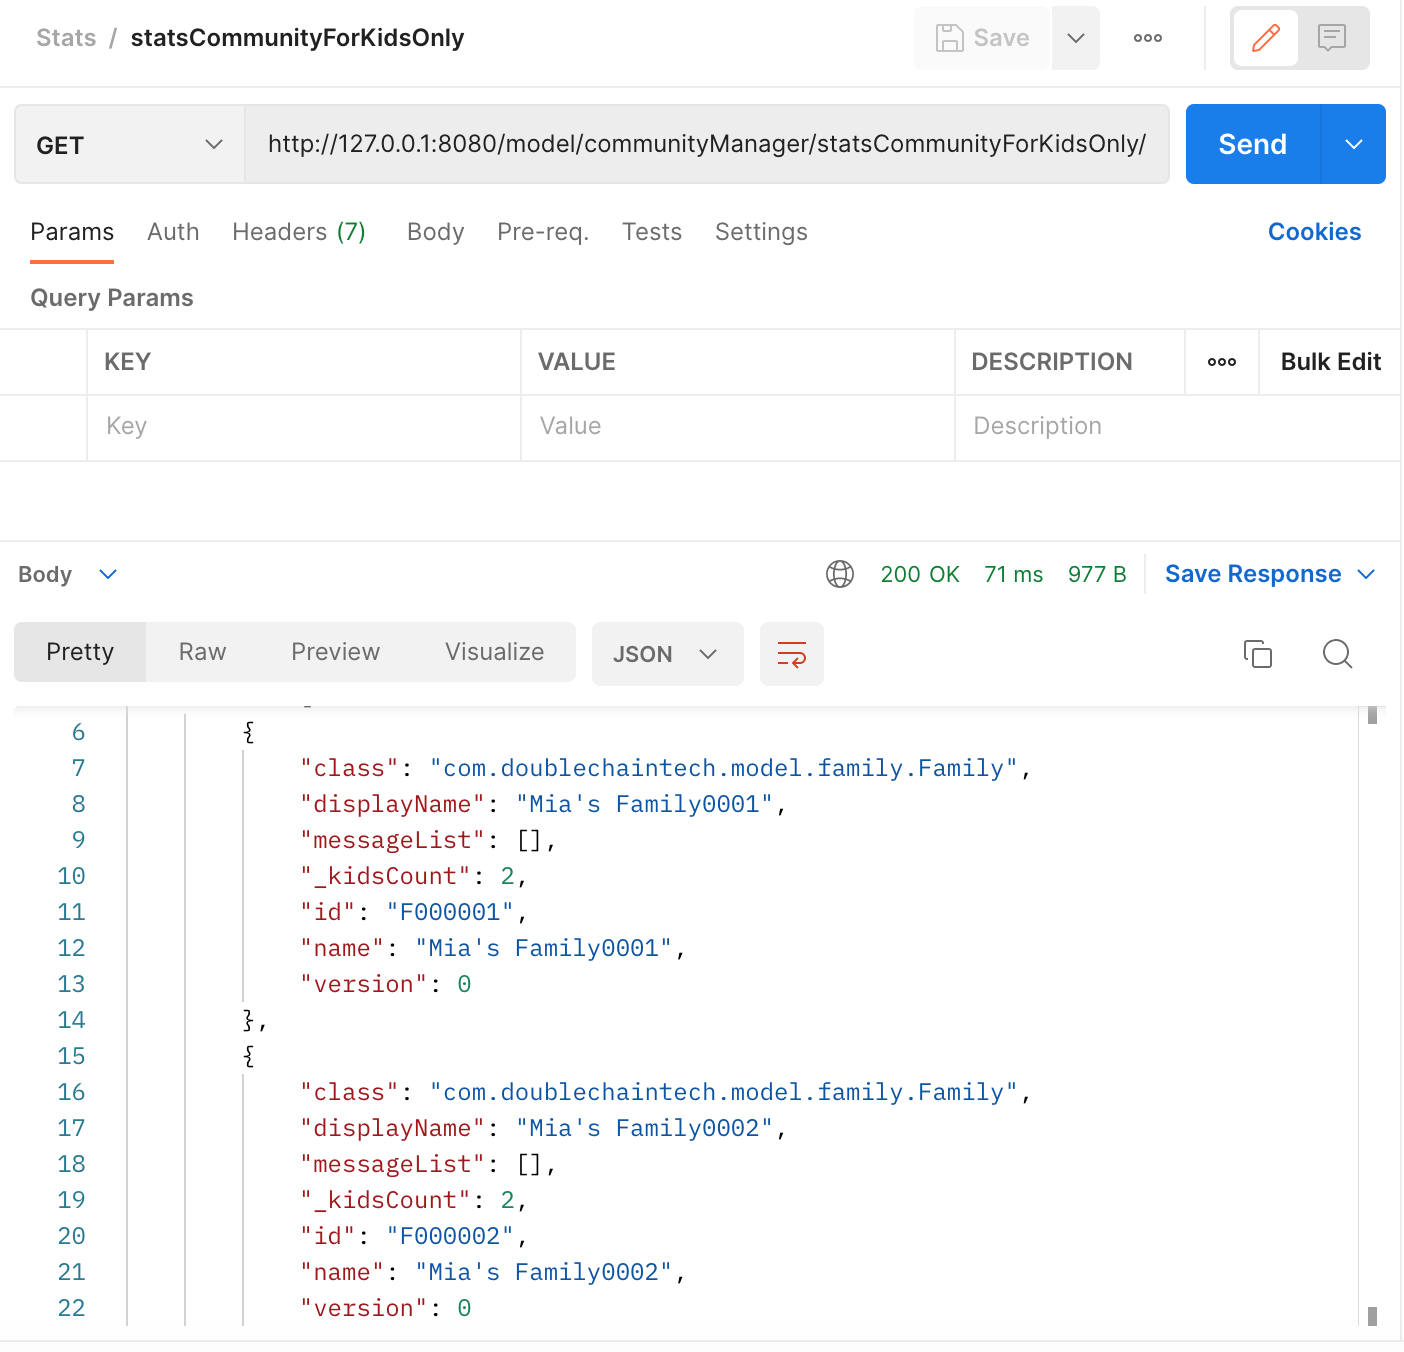 Stats / statsCommunityForKidsOnly
Save
GET
http://127.0.0.1:8080/model/communityManager/statsCommunityForKidsOnly/
Send
Params Auth Headers (7) Body Pre-req. Tests Settings Cookies
Query Params
KEY VALUE DESCRIPTION Bulk Edit
Key Value Description
Body 200 OK 71 ms 977 B Save Response
Pretty Raw Preview Visualize JSON
6 {
7 "class": "com.doublechaintech.model.family.Family",
8 "displayName": "Mia's Family0001",
9 "messageList": [],
10 "_kidsCount": 2,
11 "id": "F000001",
12 "name": "Mia's Family0001",
13 "version": 0
14 },
15 {
16 "class": "com.doublechaintech.model.family.Family",
17 "displayName": "Mia's Family0002",
18 "messageList": [],
19 "_kidsCount": 2,
20 "id": "F000002",
21 "name": "Mia's Family0002",
22 "version": 0